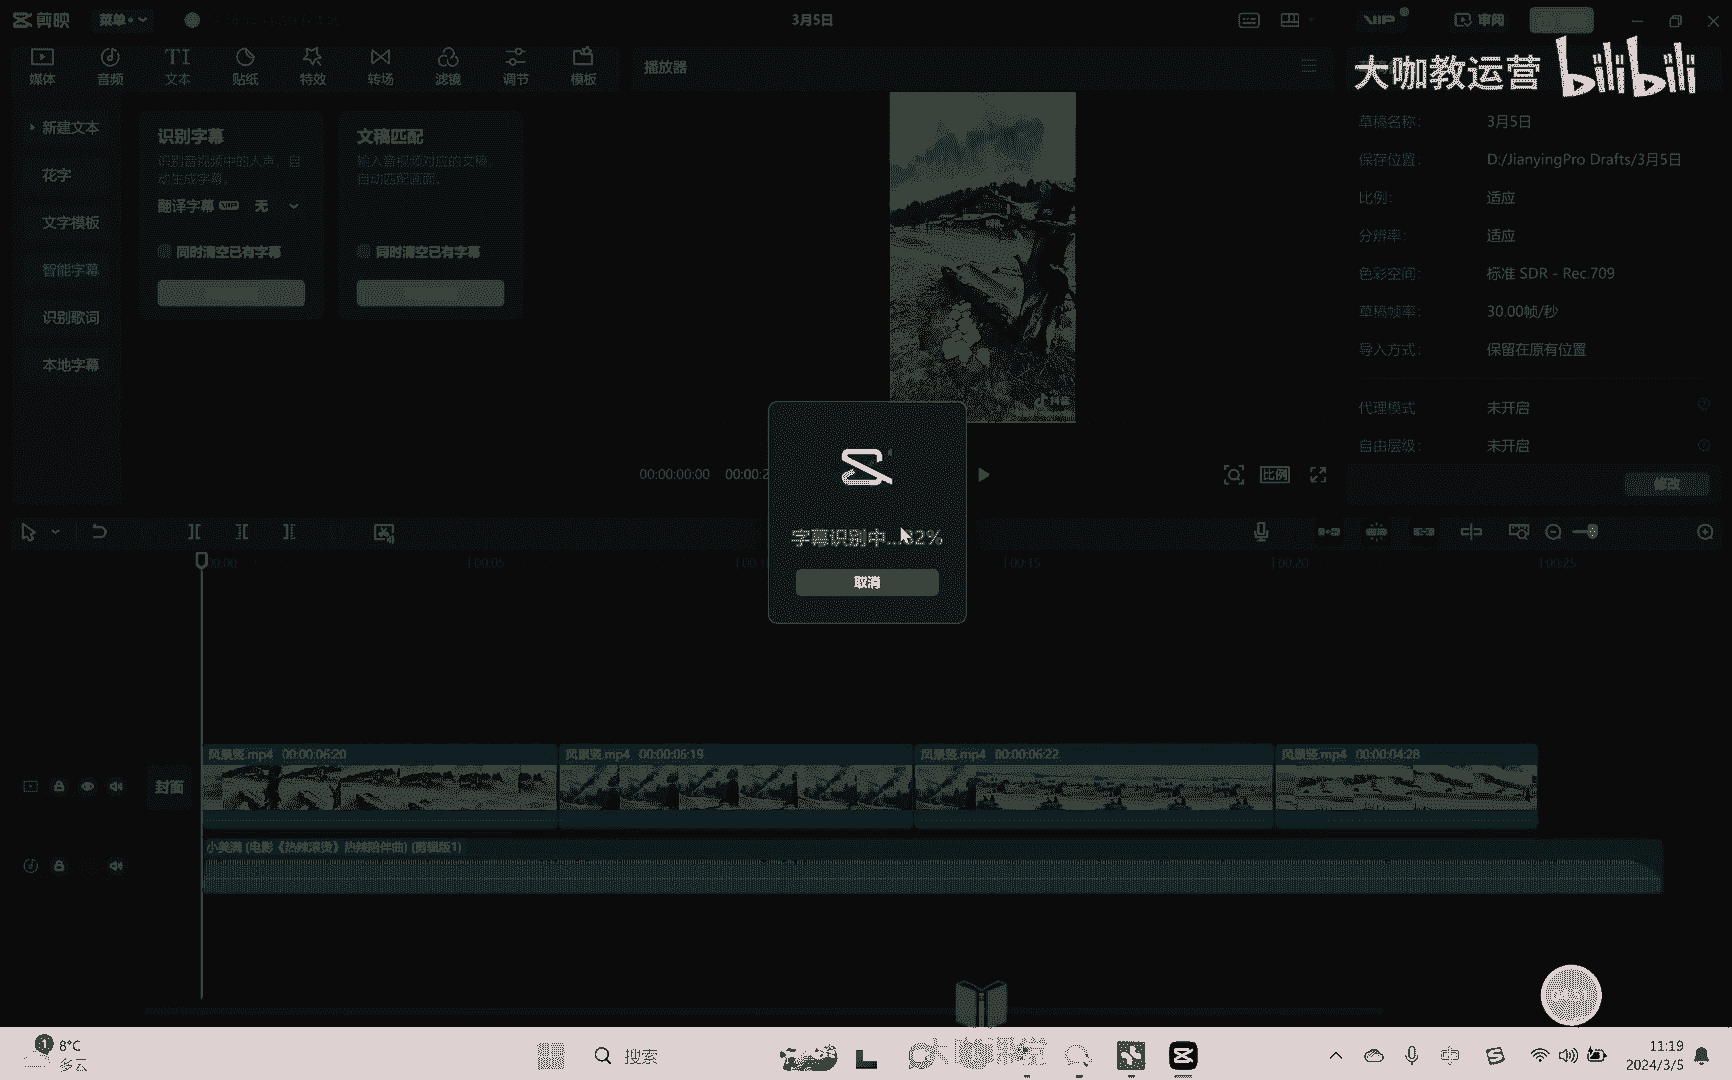 剪映
菜单
3月5日
VIP
审阅
大咖教运营 bilibili
媒体
音频
TI
文本
贴纸
特效
转场
滤镜
调节
模板
播放器
新建文本
花字
文字模板
智能字幕
识别歌词
本地字幕
识别字幕
识别音视频中的人声，自
动生成字幕。
翻译字幕 VIP 无
同时清空已有字幕
文稿匹配
输入音视频对应的文稿，
自动匹配画面。
同时清空已有字幕
抖音
草稿名称： 3月5日
保存位置： D:/JianyingPro Drafts/3月5日
比例： 适应
分辨率： 适应
色彩空间： 标准 SDR - Rec.709
草稿帧率： 30.00帧/秒
导入方式： 保留在原有位置
代理模式 未开启
自由层级： 未开启
修改
00:00:00:00 00:00:2
比例
字幕识别中...
取消
00:00 00:05 00:15 00:20 00:25
风景竖.mp4 00:00:06:20
风景竖.mp4
风景竖.mp4 00:00:06:22
风景竖.mp4 00:00:04:28
封面
小美满 (电影《热辣滚烫》热辣陪伴曲) (剪辑版1)
1
8°C
多云
搜索
中
11:19
2024/3/5